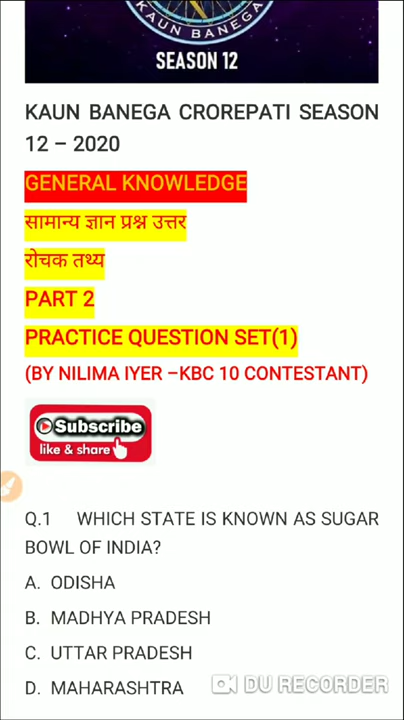 KAUN BANEGA
SEASON 12
KAUN BANEGA CROREPATI SEASON
12 – 2020
GENERAL KNOWLEDGE
सामान्य ज्ञान प्रश्न उत्तर
रोचक तथ्य
PART 2
PRACTICE QUESTION SET(1)
(BY NILIMA IYER –KBC 10 CONTESTANT)
Subscribe
like & share
Q.1 WHICH STATE IS KNOWN AS SUGAR
BOWL OF INDIA?
A. ODISHA
B. MADHYA PRADESH
C. UTTAR PRADESH
D. MAHARASHTRA
DU RECORDER